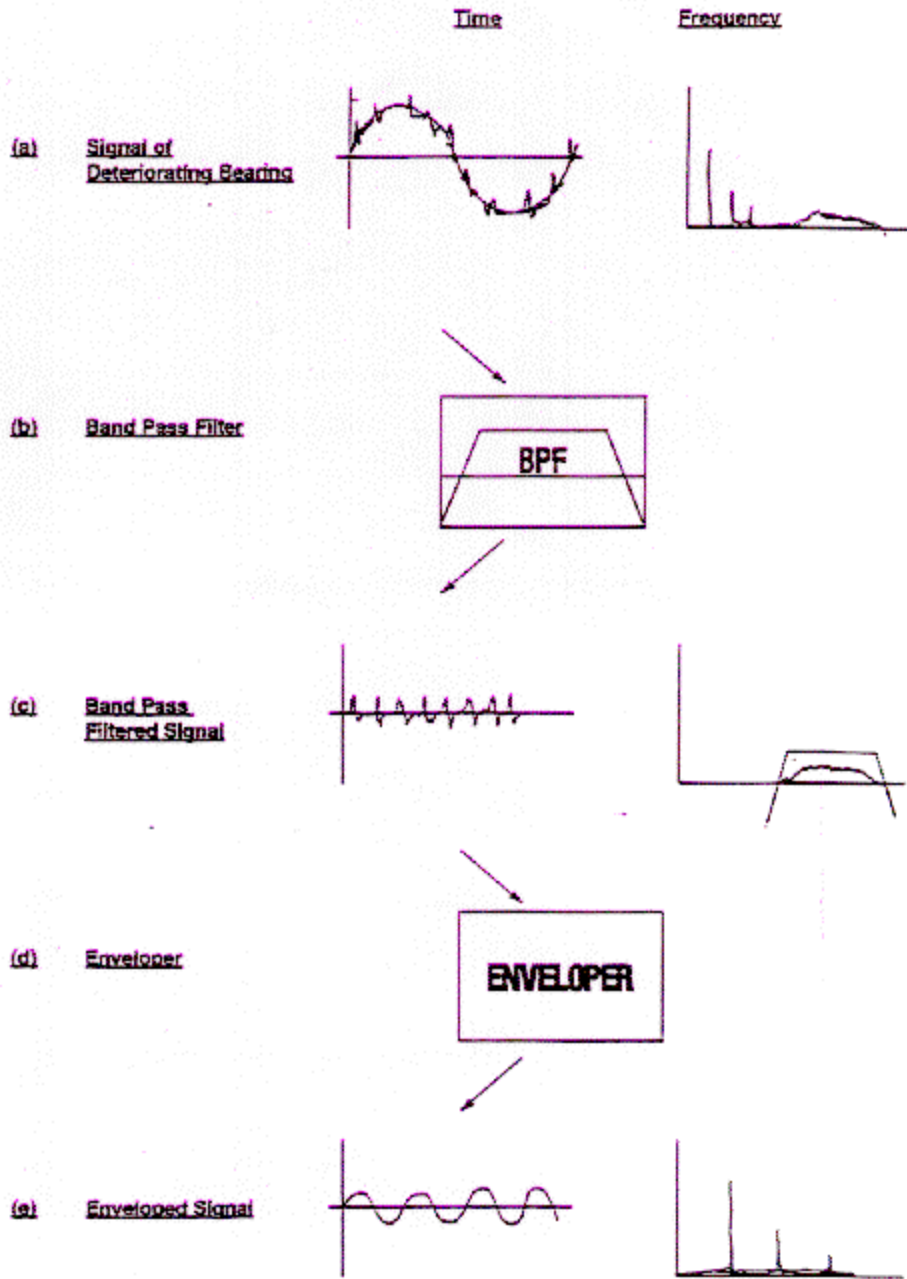 Time Frequency
(a) Signal of
Deteriorating Bearing
(b) Band Pass Filter
BPF
(c) Band Pass
Filtered Signal
(d) Enveloper
ENVELOPER
(e) Enveloped Signal